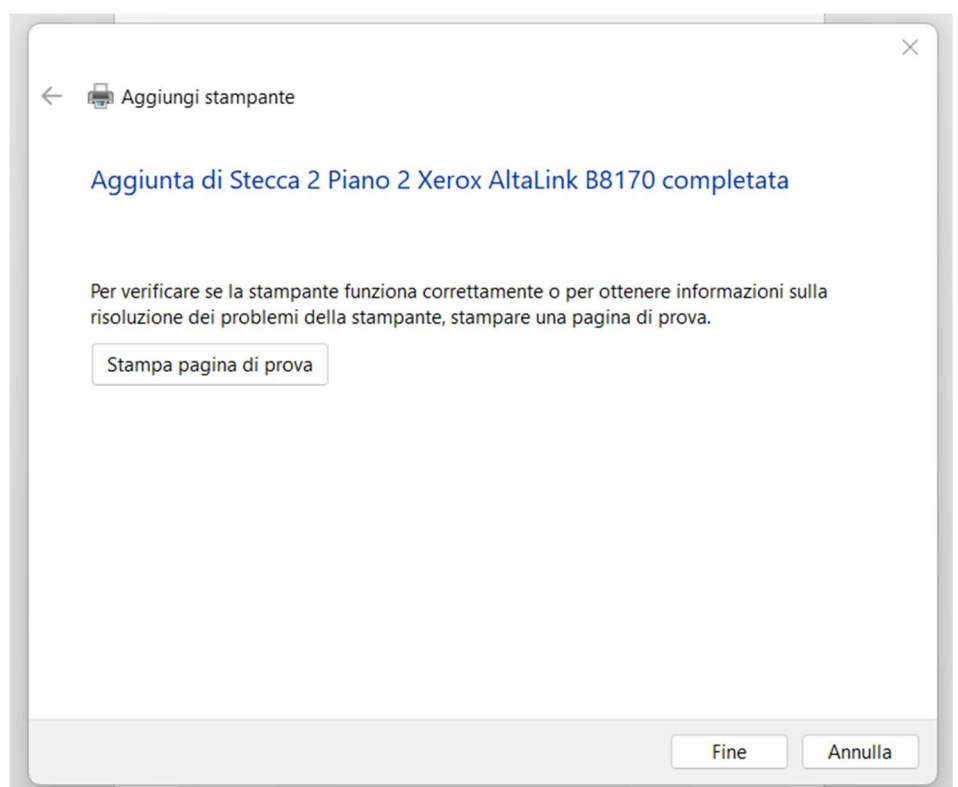 Aggiungi stampante
Aggiunta di Stecca 2 Piano 2 Xerox AltaLink B8170 completata
Per verificare se la stampante funziona correttamente o per ottenere informazioni sulla
risoluzione dei problemi della stampante, stampare una pagina di prova.
Stampa pagina di prova
Fine
Annulla